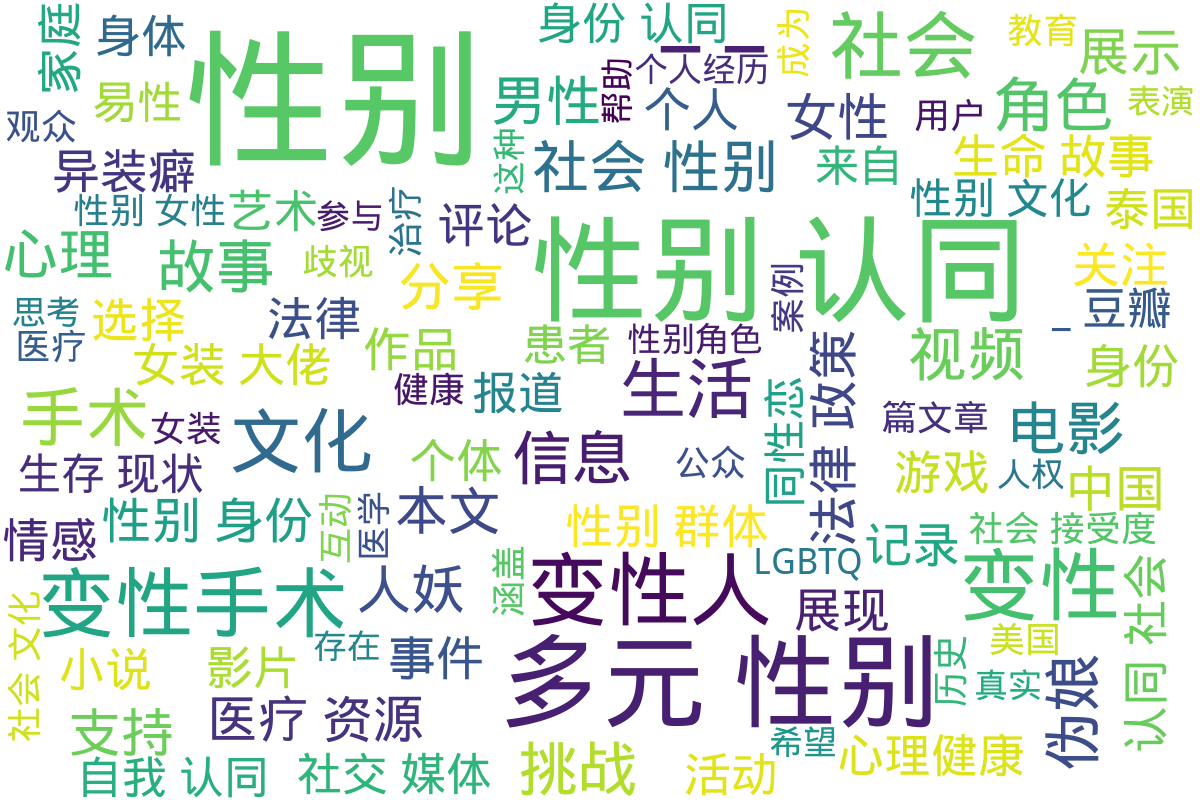 家庭
身体
性别
身份 认同
一 一
社会
成为
教育
展示
易性
男性
帮助
个人经历
个人
女性
用户
角色
表演
观众
异装癖
这种
社会 性别
来自
生命 故事
性别 女性
艺术
参与
治疗
评论
性别 文化
泰国
心理
故事
歧视
分享
性别 认同
案例
关注
思考
医疗
选择
法律
作品
患者
性别角色
_
豆瓣
女装 大佬
健康
报道
生活
法律 政策
视频
身份
手术
女装
文化
个体
信息
公众
同性恋
篇文章
电影
生存 现状
游戏
人权
中国
情感
性别 身份
互动
医学
本文
性别 群体
LGBTQ
记录
社会 接受度
变性手术
人妖
涵盖
变性人
展现
变性
认同 社会
社会 文化
小说
影片
存在
事件
多元 性别
历史
美国
真实
伪娘
支持
医疗 资源
自我 认同
社交 媒体
挑战
活动
希望
心理健康